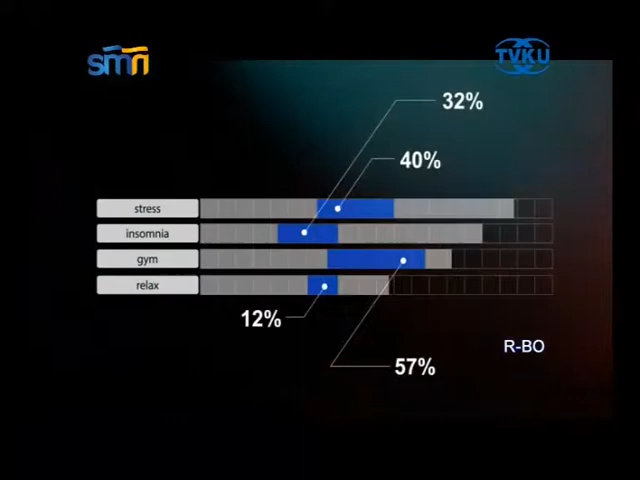 smn
TVKU
32%
40%
stress
insomnia
gym
relax
12%
R-BO
57%